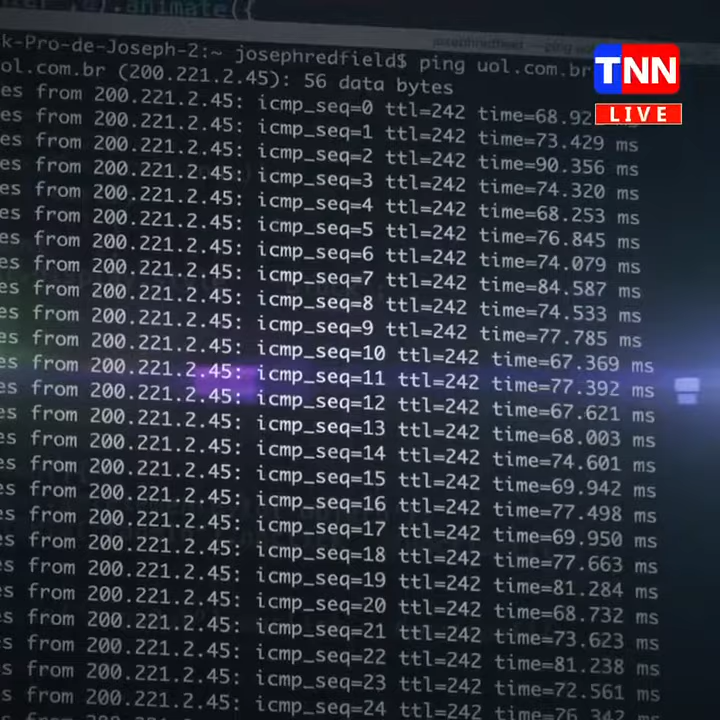 .animate({
k-Pro-de-Joseph-2:~ josephredfield$ ping uol.com.br
ol.com.br (200.221.2.45): 56 data bytes
es from 200.221.2.45: icmp_seq=0 ttl=242 time=68.92 ms
es from 200.221.2.45: icmp_seq=1 ttl=242 time=73.429 ms
es from 200.221.2.45: icmp_seq=2 ttl=242 time=90.356 ms
es from 200.221.2.45: icmp_seq=3 ttl=242 time=74.320 ms
es from 200.221.2.45: icmp_seq=4 ttl=242 time=68.253 ms
es from 200.221.2.45: icmp_seq=5 ttl=242 time=76.845 ms
es from 200.221.2.45: icmp_seq=6 ttl=242 time=74.079 ms
es from 200.221.2.45: icmp_seq=7 ttl=242 time=84.587 ms
es from 200.221.2.45: icmp_seq=8 ttl=242 time=74.533 ms
es from 200.221.2.45: icmp_seq=9 ttl=242 time=77.785 ms
es from 200.221.2.45: icmp_seq=10 ttl=242 time=67.369 ms
es from 200.221.2.45: icmp_seq=11 ttl=242 time=77.392 ms
es from 200.221.2.45: icmp_seq=12 ttl=242 time=67.621 ms
es from 200.221.2.45: icmp_seq=13 ttl=242 time=68.003 ms
es from 200.221.2.45: icmp_seq=14 ttl=242 time=74.601 ms
es from 200.221.2.45: icmp_seq=15 ttl=242 time=69.942 ms
es from 200.221.2.45: icmp_seq=16 ttl=242 time=77.498 ms
es from 200.221.2.45: icmp_seq=17 ttl=242 time=69.950 ms
es from 200.221.2.45: icmp_seq=18 ttl=242 time=77.663 ms
es from 200.221.2.45: icmp_seq=19 ttl=242 time=81.284 ms
es from 200.221.2.45: icmp_seq=20 ttl=242 time=68.732 ms
es from 200.221.2.45: icmp_seq=21 ttl=242 time=73.623 ms
es from 200.221.2.45: icmp_seq=22 ttl=242 time=81.238 ms
es from 200.221.2.45: icmp_seq=23 ttl=242 time=72.561 ms
es from 200.221.2.45: icmp_seq=24 ttl=242 time=76.342 ms
TNN
LIVE